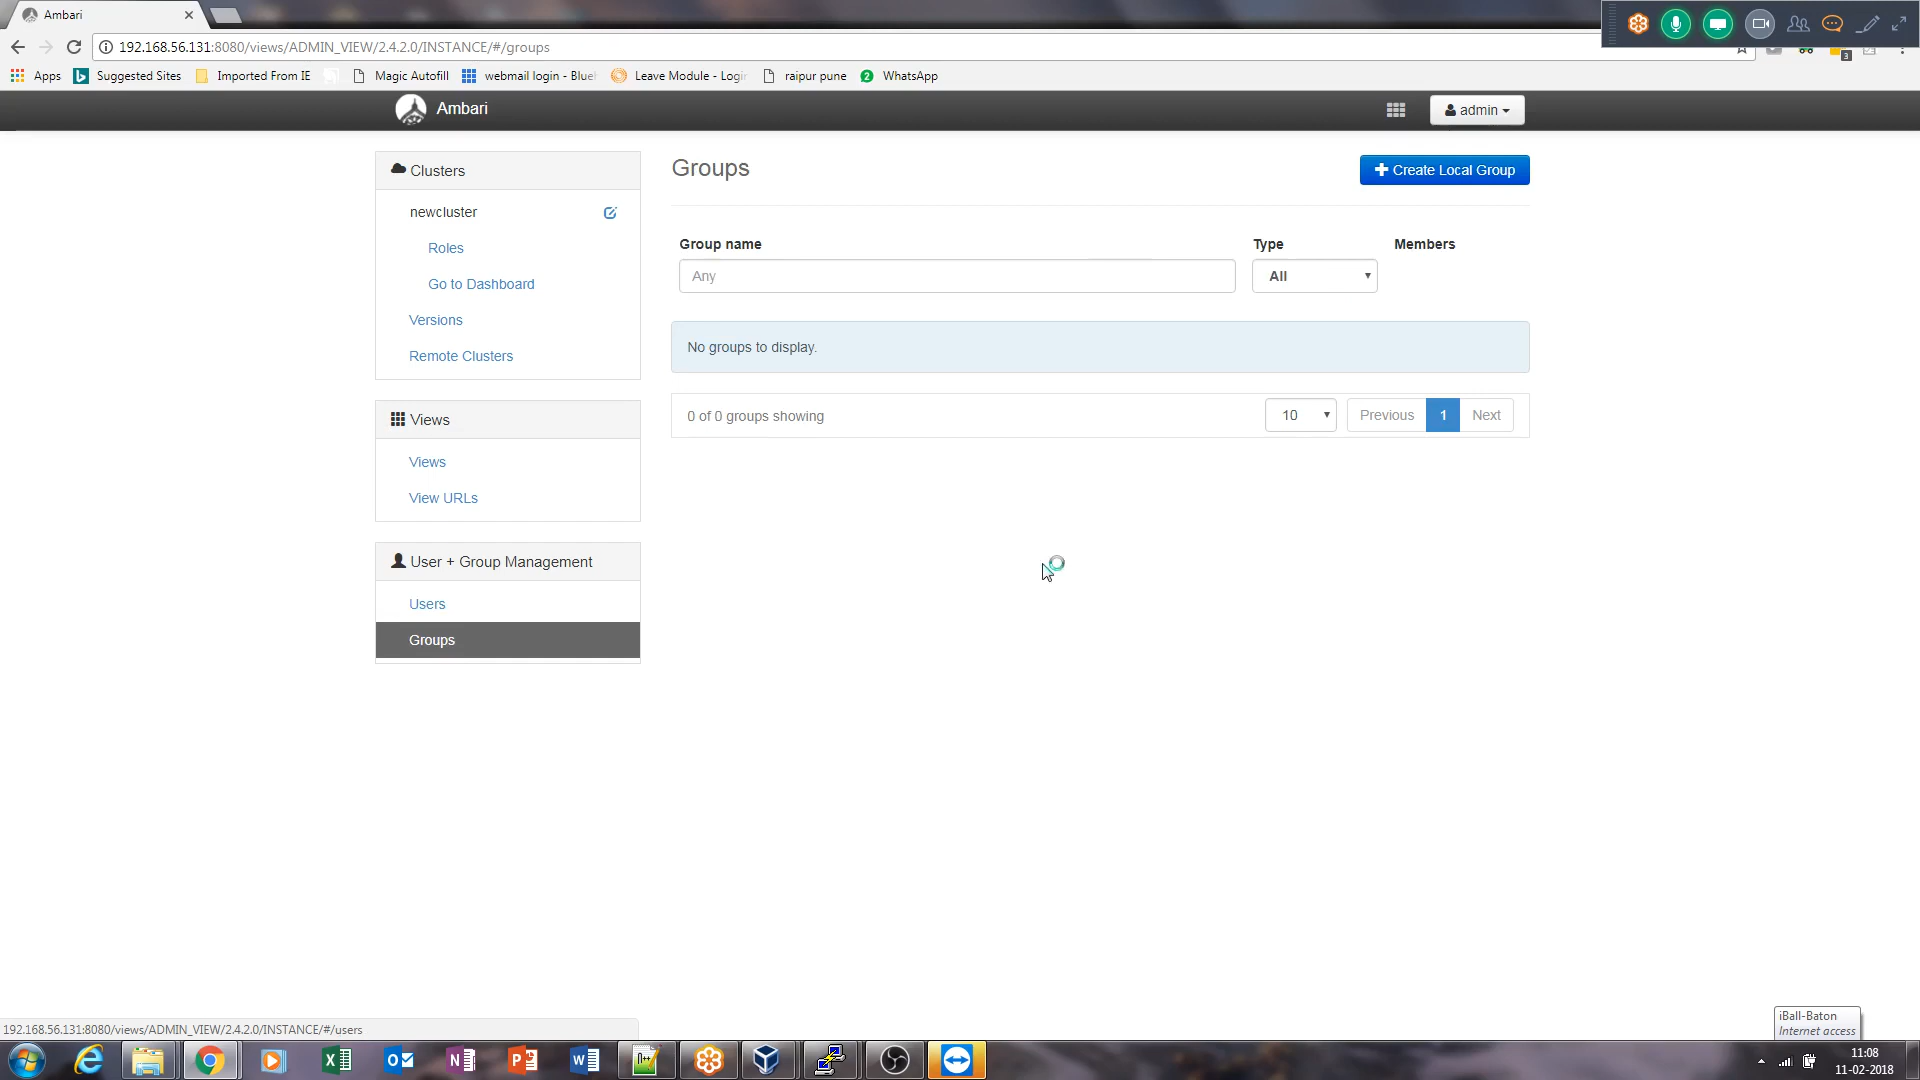 Ambari
192.168.56.131:8080/views/ADMIN_VIEW/2.4.2.0/INSTANCE/#/groups
Apps Suggested Sites Imported From IE Magic Autofill webmail login - Blue Leave Module - Login raipur pune 2 WhatsApp
3
Ambari admin
Clusters
newcluster
Roles
Go to Dashboard
Versions
Remote Clusters
Views
Views
View URLs
User + Group Management
Users
Groups
Groups
Create Local Group
Group name Type Members
Any All
No groups to display.
0 of 0 groups showing 10 Previous 1 Next
192.168.56.131:8080/views/ADMIN_VIEW/2.4.2.0/INSTANCE/#/users
iBall-Baton
Internet access
11:08
11-02-2018